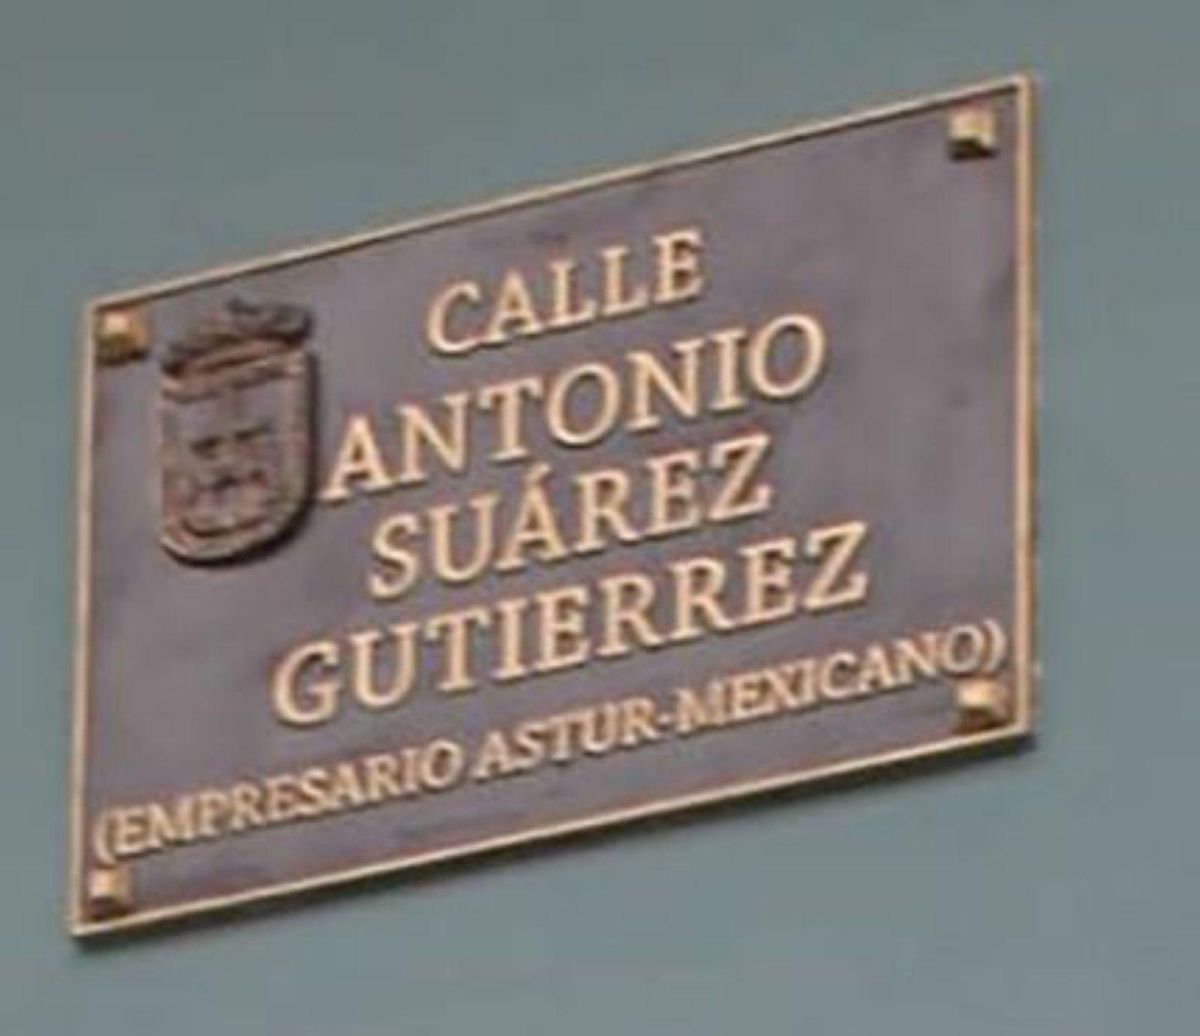 CALLE
ANTONIO
SUÁREZ
GUTIERREZ
(EMPRESARIO ASTUR-MEXICANO)